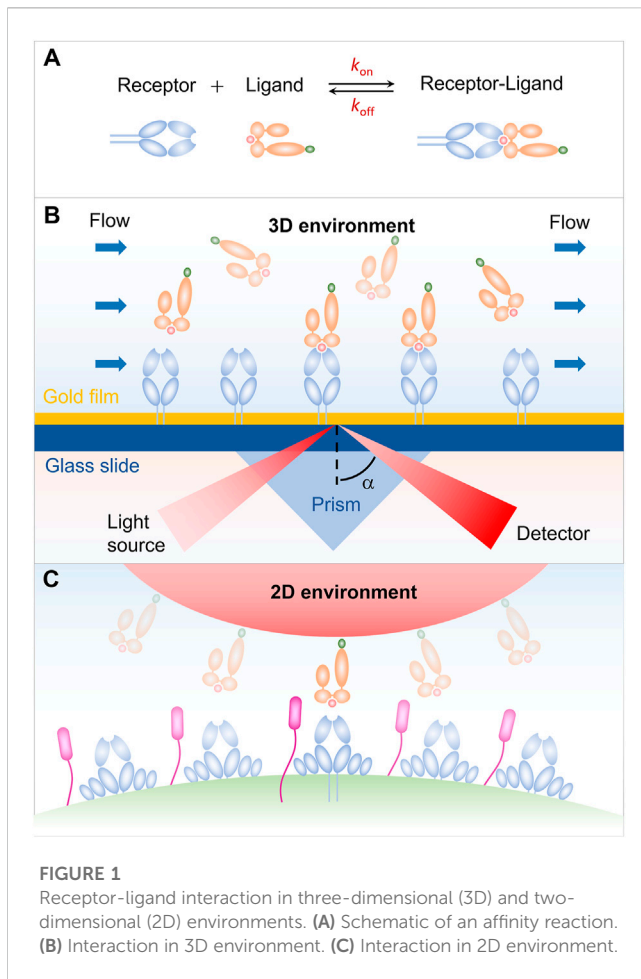 A
Receptor + Ligand
k_on
k_off
Receptor-Ligand
B
Flow
3D environment
Flow
Gold film
Glass slide
α
Prism
Light
source
Detector
C
2D environment
FIGURE 1
Receptor-ligand interaction in three-dimensional (3D) and two-
dimensional (2D) environments. (A) Schematic of an affinity reaction.
(B) Interaction in 3D environment. (C) Interaction in 2D environment.